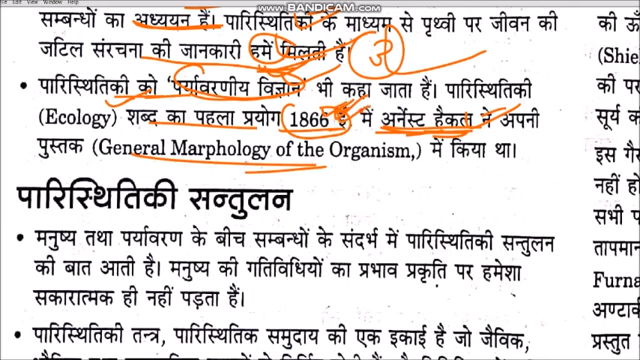 www.BANDICAM.com
सम्बन्धों का अध्ययन हैं। पारिस्थितिकी के माध्यम से पृथ्वी पर जीवन की
जटिल संरचना की जानकारी हमें मिलती है।
• पारिस्थितिकी को 'पर्यावरणीय विज्ञान' भी कहा जाता हैं। पारिस्थितिकी
(Ecology) शब्द का पहला प्रयोग 1866 ई में अर्नेस्ट हैकल ने अपनी
पुस्तक (General Marphology of the Organism,) में किया था।
पारिस्थितिकी सन्तुलन
• मनुष्य तथा पर्यावरण के बीच सम्बन्धों के संदर्भ में पारिस्थितिकी सन्तुलन
की बात आती है। मनुष्य की गतिविधियों का प्रभाव प्रकृति पर हमेशा
सकारात्मक ही नहीं पड़ता हैं।
• पारिस्थितिकी तन्त्र, पारिस्थितिक समुदाय की एक इकाई है जो जैविक,
की ऊ
(Shie
की पर
सूर्य क
इस गैस
नहीं हो
सभी प
तापमान
Furna
अण्टार्क
प्रस्तुत